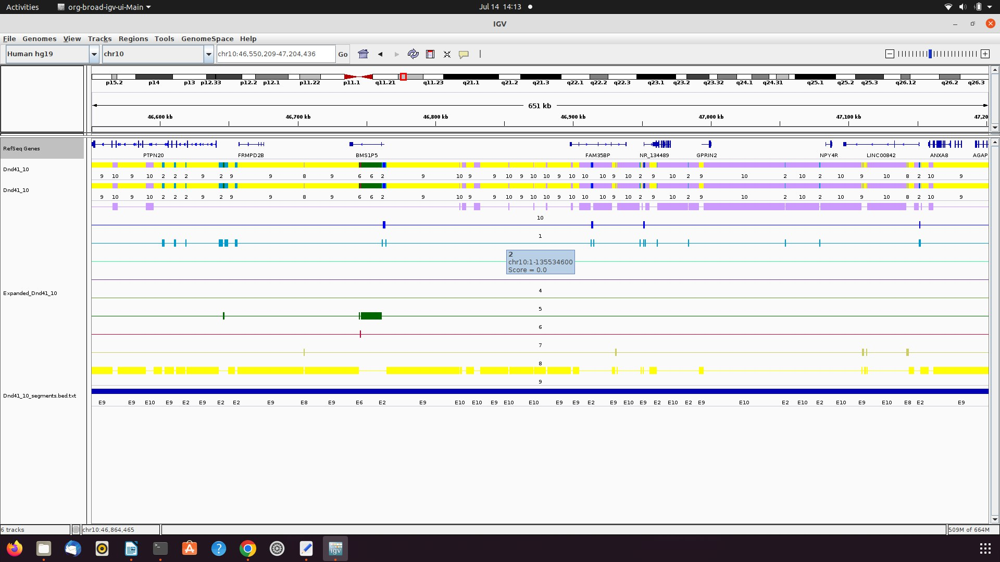 Activities org-broad-igv-ui-Main Jul 14 14:13
IGV
File Genomes View Tracks Regions Tools GenomeSpace Help
Human hg19 chr10 chr10:46,550,209-47,204,436 Go
p15.2 p14 p13 p12.33 p12.2 p12.1 p11.22 p11.1 q11.21 q11.23 q21.1 q21.2 q21.3 q22.1 q22.2 q22.3 q23.1 q23.2 q23.32 q24.1 q24.31 q25.1 q25.2 q25.3 q26.12 q26.2 q26.3
651 kb
46,600 kb 46,700 kb 46,800 kb 46,900 kb 47,000 kb 47,100 kb 47,20
RefSeq Genes
PTPN20 FRMPD2B BMS1P5 FAM35BP NR_134489 GPRIN2 NPY4R LINC00842 ANXA8 AGAP
Dnd41_10
9 10 9 10 2 2 2 9 2 9 9 8 9 6 6 2 9 10 9 9 10 9 10 10 9 10 10 10 9 10 2 9 10 2 9 10 2 10 2 10 9 10 8 2 10 9
Dnd41_10
9 10 9 10 2 2 2 9 2 9 9 8 9 6 6 2 9 10 9 9 10 9 10 10 9 10 10 10 9 10 2 9 10 2 9 10 2 10 2 10 9 10 8 2 10 9
10
1
2
chr10:1-135534600
Score = 0.0
Expanded_Dnd41_10
4
5
6
7
8
9
Dnd41_10_segments.bed.txt
E9 E9 E10 E9 E2 E9 E2 E2 E9 E8 E9 E6 E2 E9 E10 E10 E9 E10 E10 E9 E9 E2 E9 E10 E9 E2 E10 E2 E9 E10 E2 E10 E2 E10 E9 E10 E8 E2 E9
6 tracks chr10:46,864,465 509M of 664M
igv